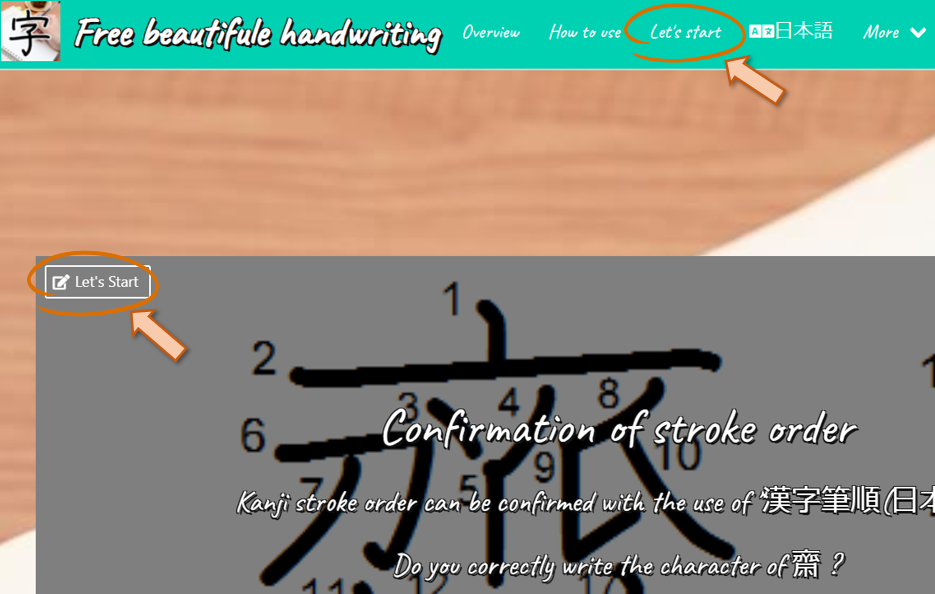 字 Free beautifule handwriting Overview How to use Let's start 日本語 More
Let's Start
1
2
3 4 8
6
Confirmation of stroke order
9 10
7 5
Kanji stroke order can be confirmed with the use of "漢字筆順(日本
Do you correctly write the character of 齋 ?
11 12 10